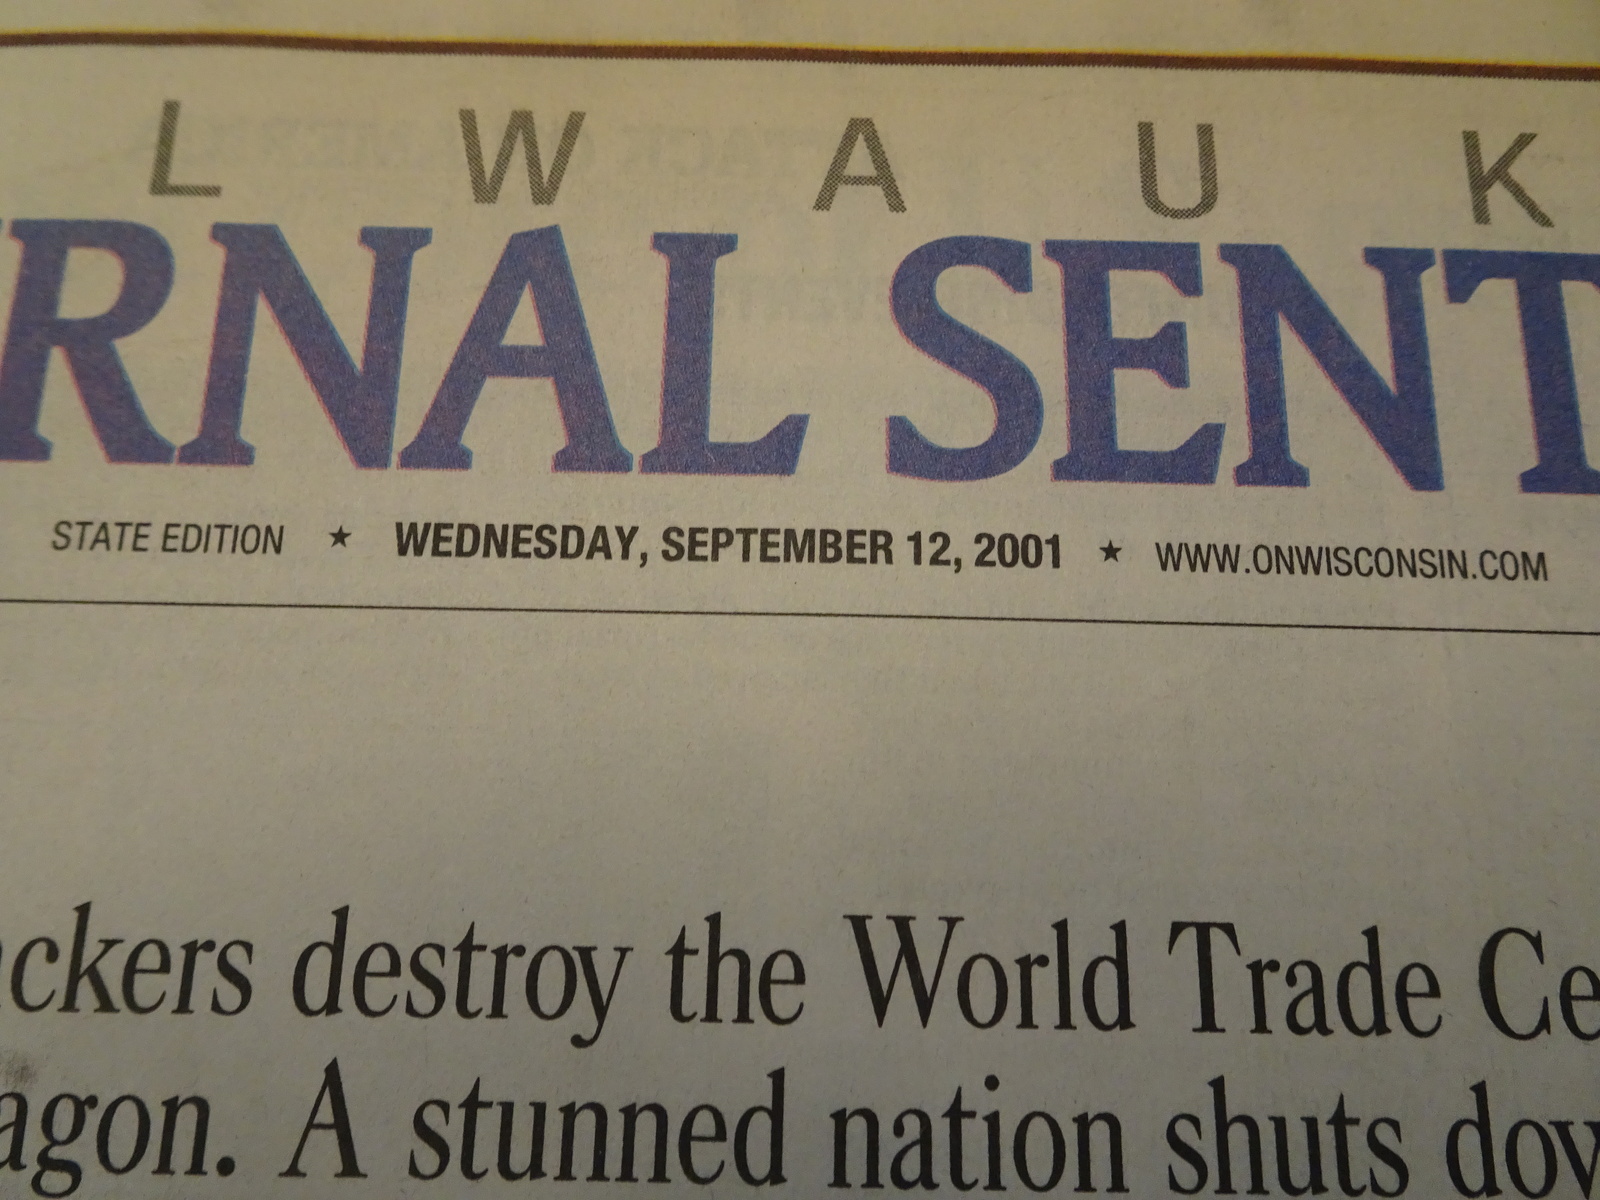 L W A U K
RNAL SENT
STATE EDITION ★ WEDNESDAY, SEPTEMBER 12, 2001 ★ WWW.ONWISCONSIN.COM
ckers destroy the World Trade Ce
agon. A stunned nation shuts dov